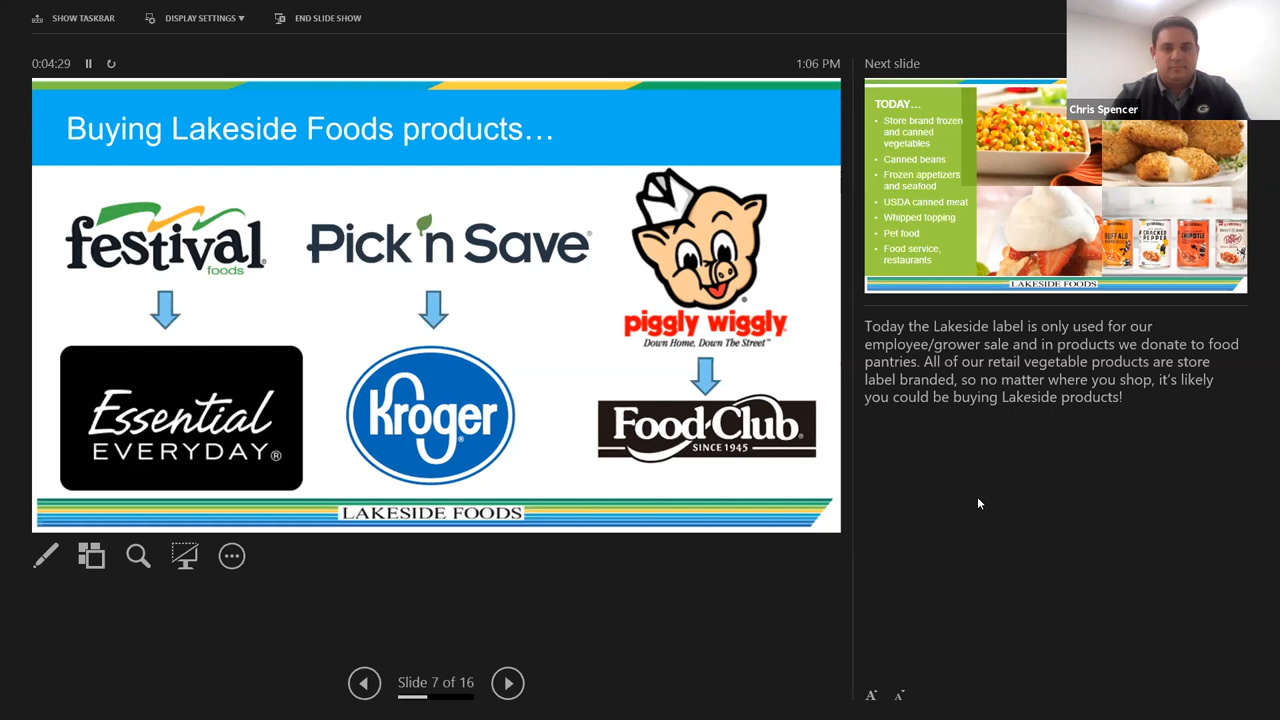 SHOW TASKBAR
DISPLAY SETTINGS ▼
END SLIDE SHOW
0:04:29
1:06 PM
Buying Lakeside Foods products…
festival
foods
Pick 'n Save®
piggly wiggly®
Down Home, Down The Street™
Essential
EVERYDAY®
Kroger®
Food Club®
SINCE 1945
LAKESIDE FOODS
Slide 7 of 16
Next slide
Chris Spencer
G
TODAY…
• Store brand frozen
and canned
vegetables
• Canned beans
• Frozen appetizers
and seafood
• USDA canned meat
• Whipped topping
• Pet food
• Food service,
restaurants
BUFFALO
CRACKED
PEPPER
CHIPOTLE
LAKESIDE FOODS
Today the Lakeside label is only used for our
employee/grower sale and in products we donate to food
pantries. All of our retail vegetable products are store
label branded, so no matter where you shop, it's likely
you could be buying Lakeside products!
A
A